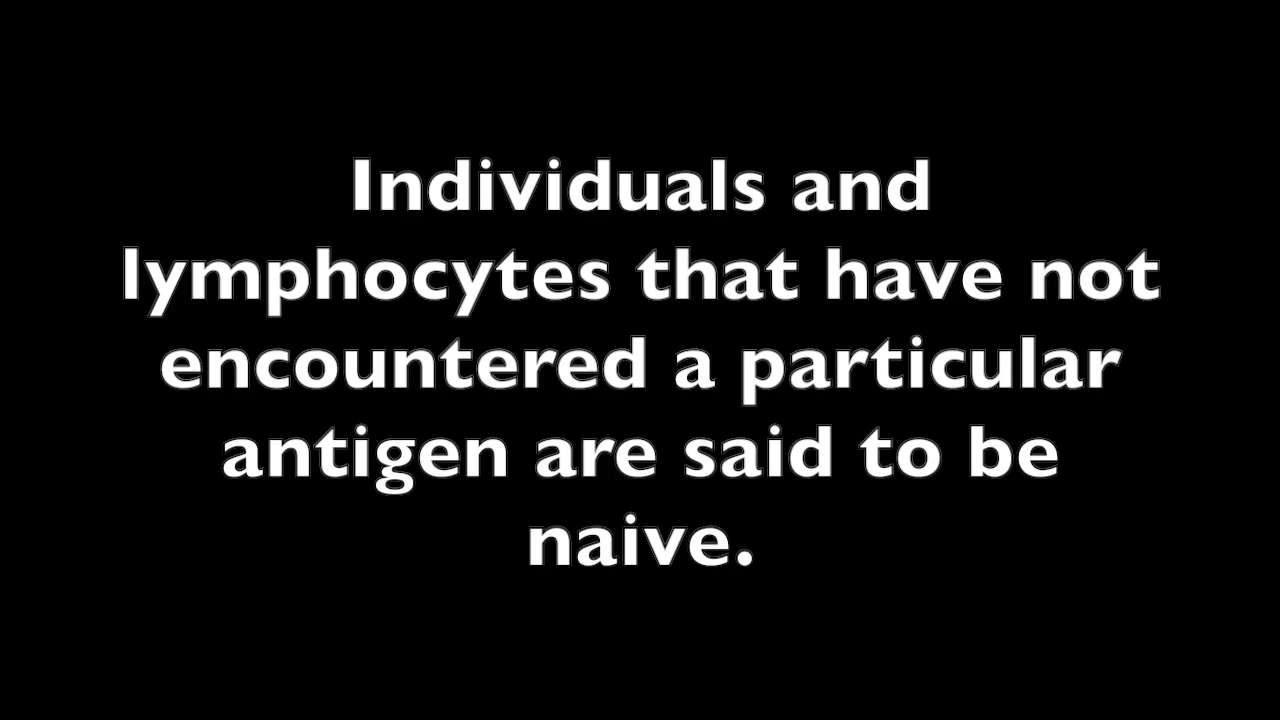 Individuals and
lymphocytes that have not
encountered a particular
antigen are said to be
naive.